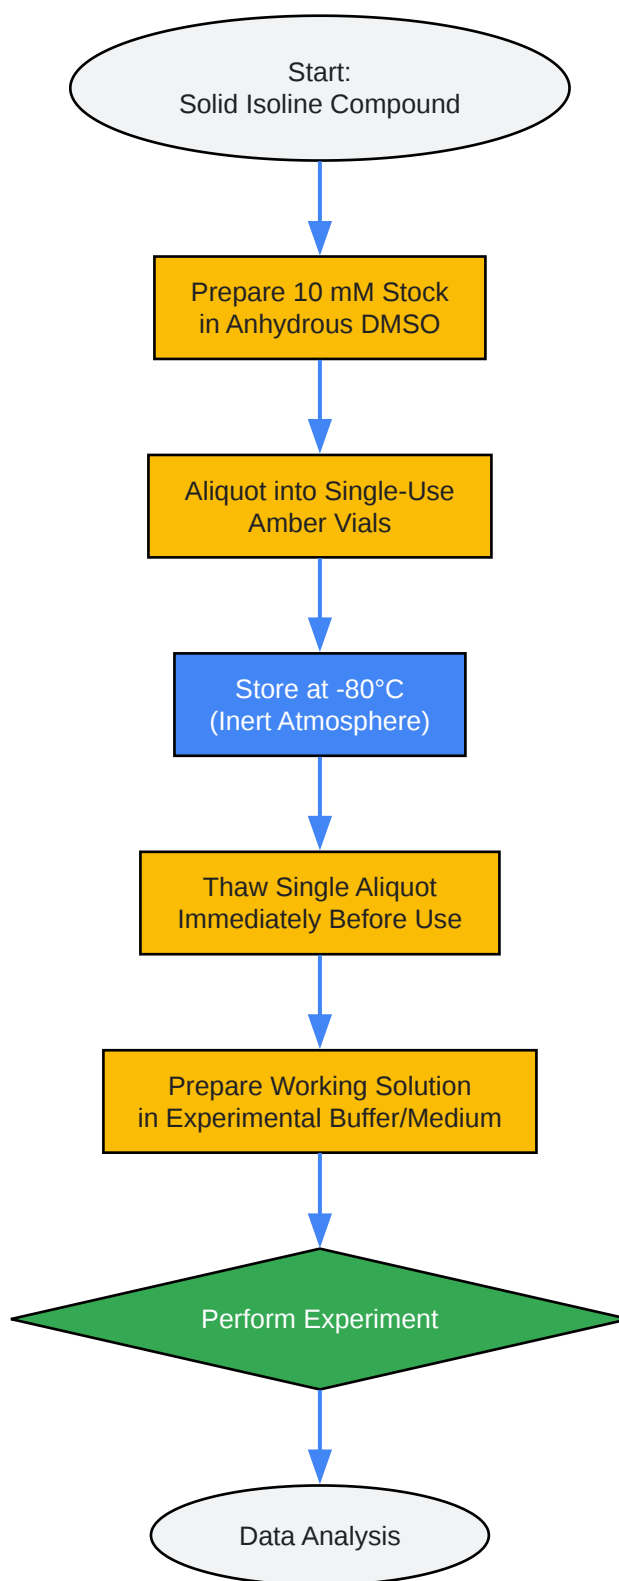 Start:
Solid Isoline Compound
Prepare 10 mM Stock
in Anhydrous DMSO
Aliquot into Single-Use
Amber Vials
Store at -80°C
(Inert Atmosphere)
Thaw Single Aliquot
Immediately Before Use
Prepare Working Solution
in Experimental Buffer/Medium
Perform Experiment
Data Analysis